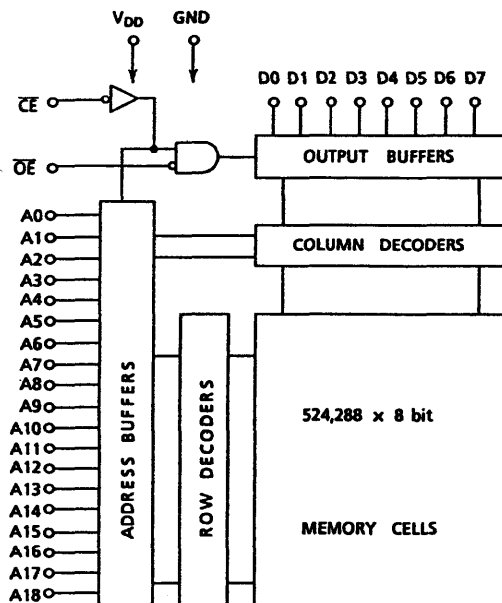 VDD GND
D0 D1 D2 D3 D4 D5 D6 D7
CE
OE
OUTPUT BUFFERS
A0
A1
COLUMN DECODERS
A2
A3
A4
A5
A6
A7
A8
A9
524,288 x 8 bit
A10
A11
A12
A13
A14
A15
MEMORY CELLS
A16
A17
A18
ADDRESS BUFFERS
ROW DECODERS